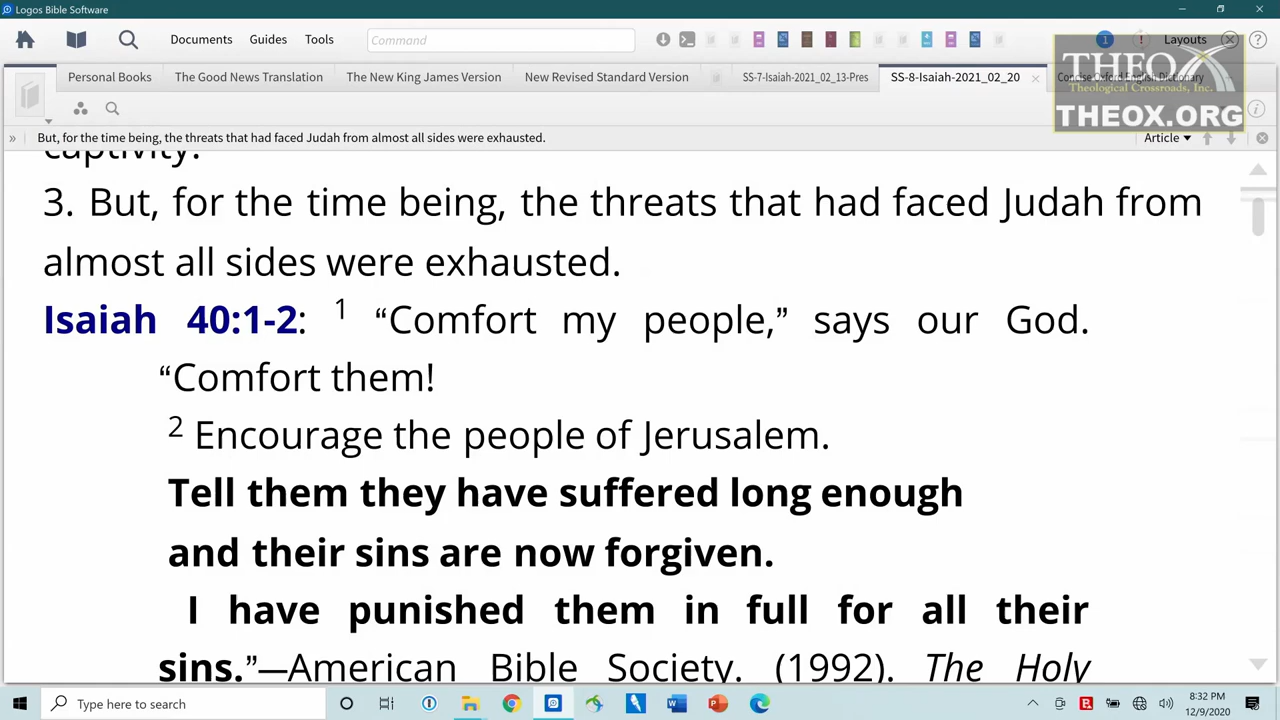 Logos Bible Software
Documents Guides Tools Command Layouts
Personal Books The Good News Translation The New King James Version New Revised Standard Version SS-7-Isaiah-2021_02_13-Pres SS-8-Isaiah-2021_02_20 Concise Oxford English Dictionary
THEOX
Theological Crossroads, Inc.
THEOX.ORG
» But, for the time being, the threats that had faced Judah from almost all sides were exhausted. Article
captivity.
3. But, for the time being, the threats that had faced Judah from
almost all sides were exhausted.
Isaiah 40:1-2: 1 “Comfort my people,” says our God.
“Comfort them!
2 Encourage the people of Jerusalem.
Tell them they have suffered long enough
and their sins are now forgiven.
I have punished them in full for all their
sins.”—American Bible Society. (1992). The Holy
Type here to search
8:32 PM
12/9/2020